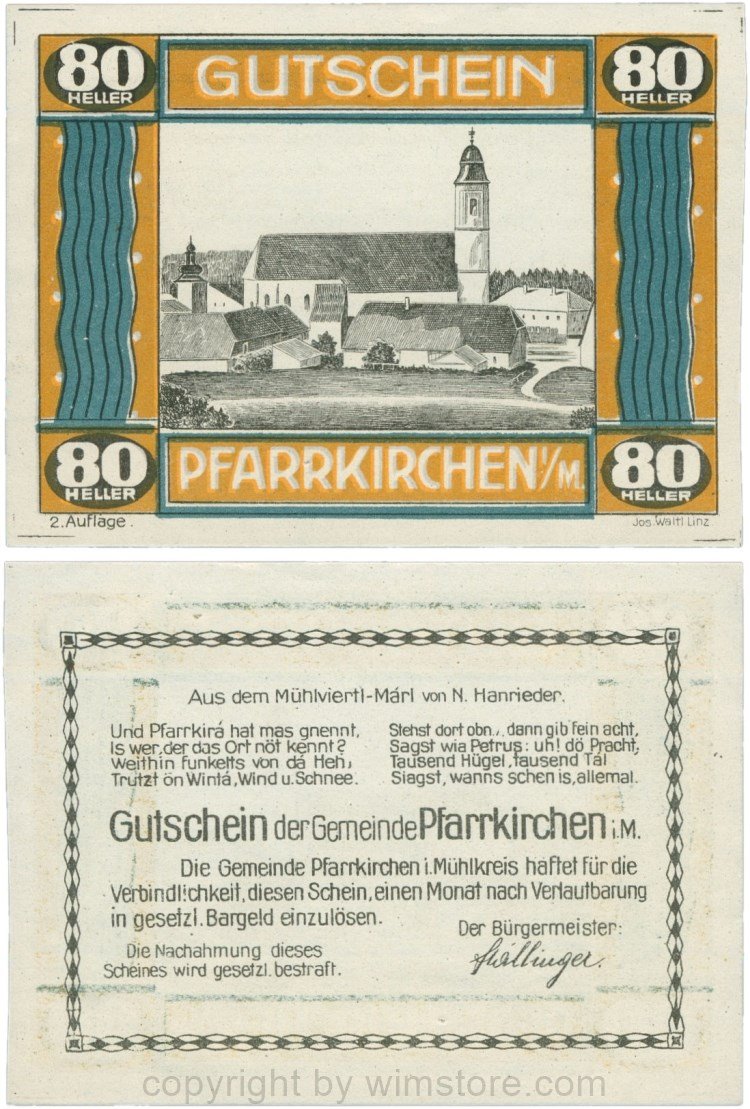 80 HELLER GUTSCHEIN 80 HELLER
80 HELLER PFARRKIRCHEN i/M. 80 HELLER
2. Auflage. Jos. Waltl Linz
Aus dem Mühlviertl-Márl von N. Hanrieder.
Und Pfarrkirá hat mas gnennt,
Is wer, der das Ort nöt kennt?
Weithin funkelts von dá Heh,
Trutzt ön Wintá, Wind u. Schnee.
Stehst dort obn., dann gib fein acht,
Sagst wia Petrus: uh! dö Pracht,
Tausend Hügel, tausend Tál
Siagst, wanns schen is, allemal.
Gutschein der Gemeinde Pfarrkirchen i. M.
Die Gemeinde Pfarrkirchen i. Mühlkreis haftet für die
Verbindlichkeit, diesen Schein, einen Monat nach Verlautbarung
in gesetzl. Bargeld einzulösen.
Die Nachahmung dieses
Scheines wird gesetzl. bestraft.
Der Bürgermeister:
copyright by wimstore.com